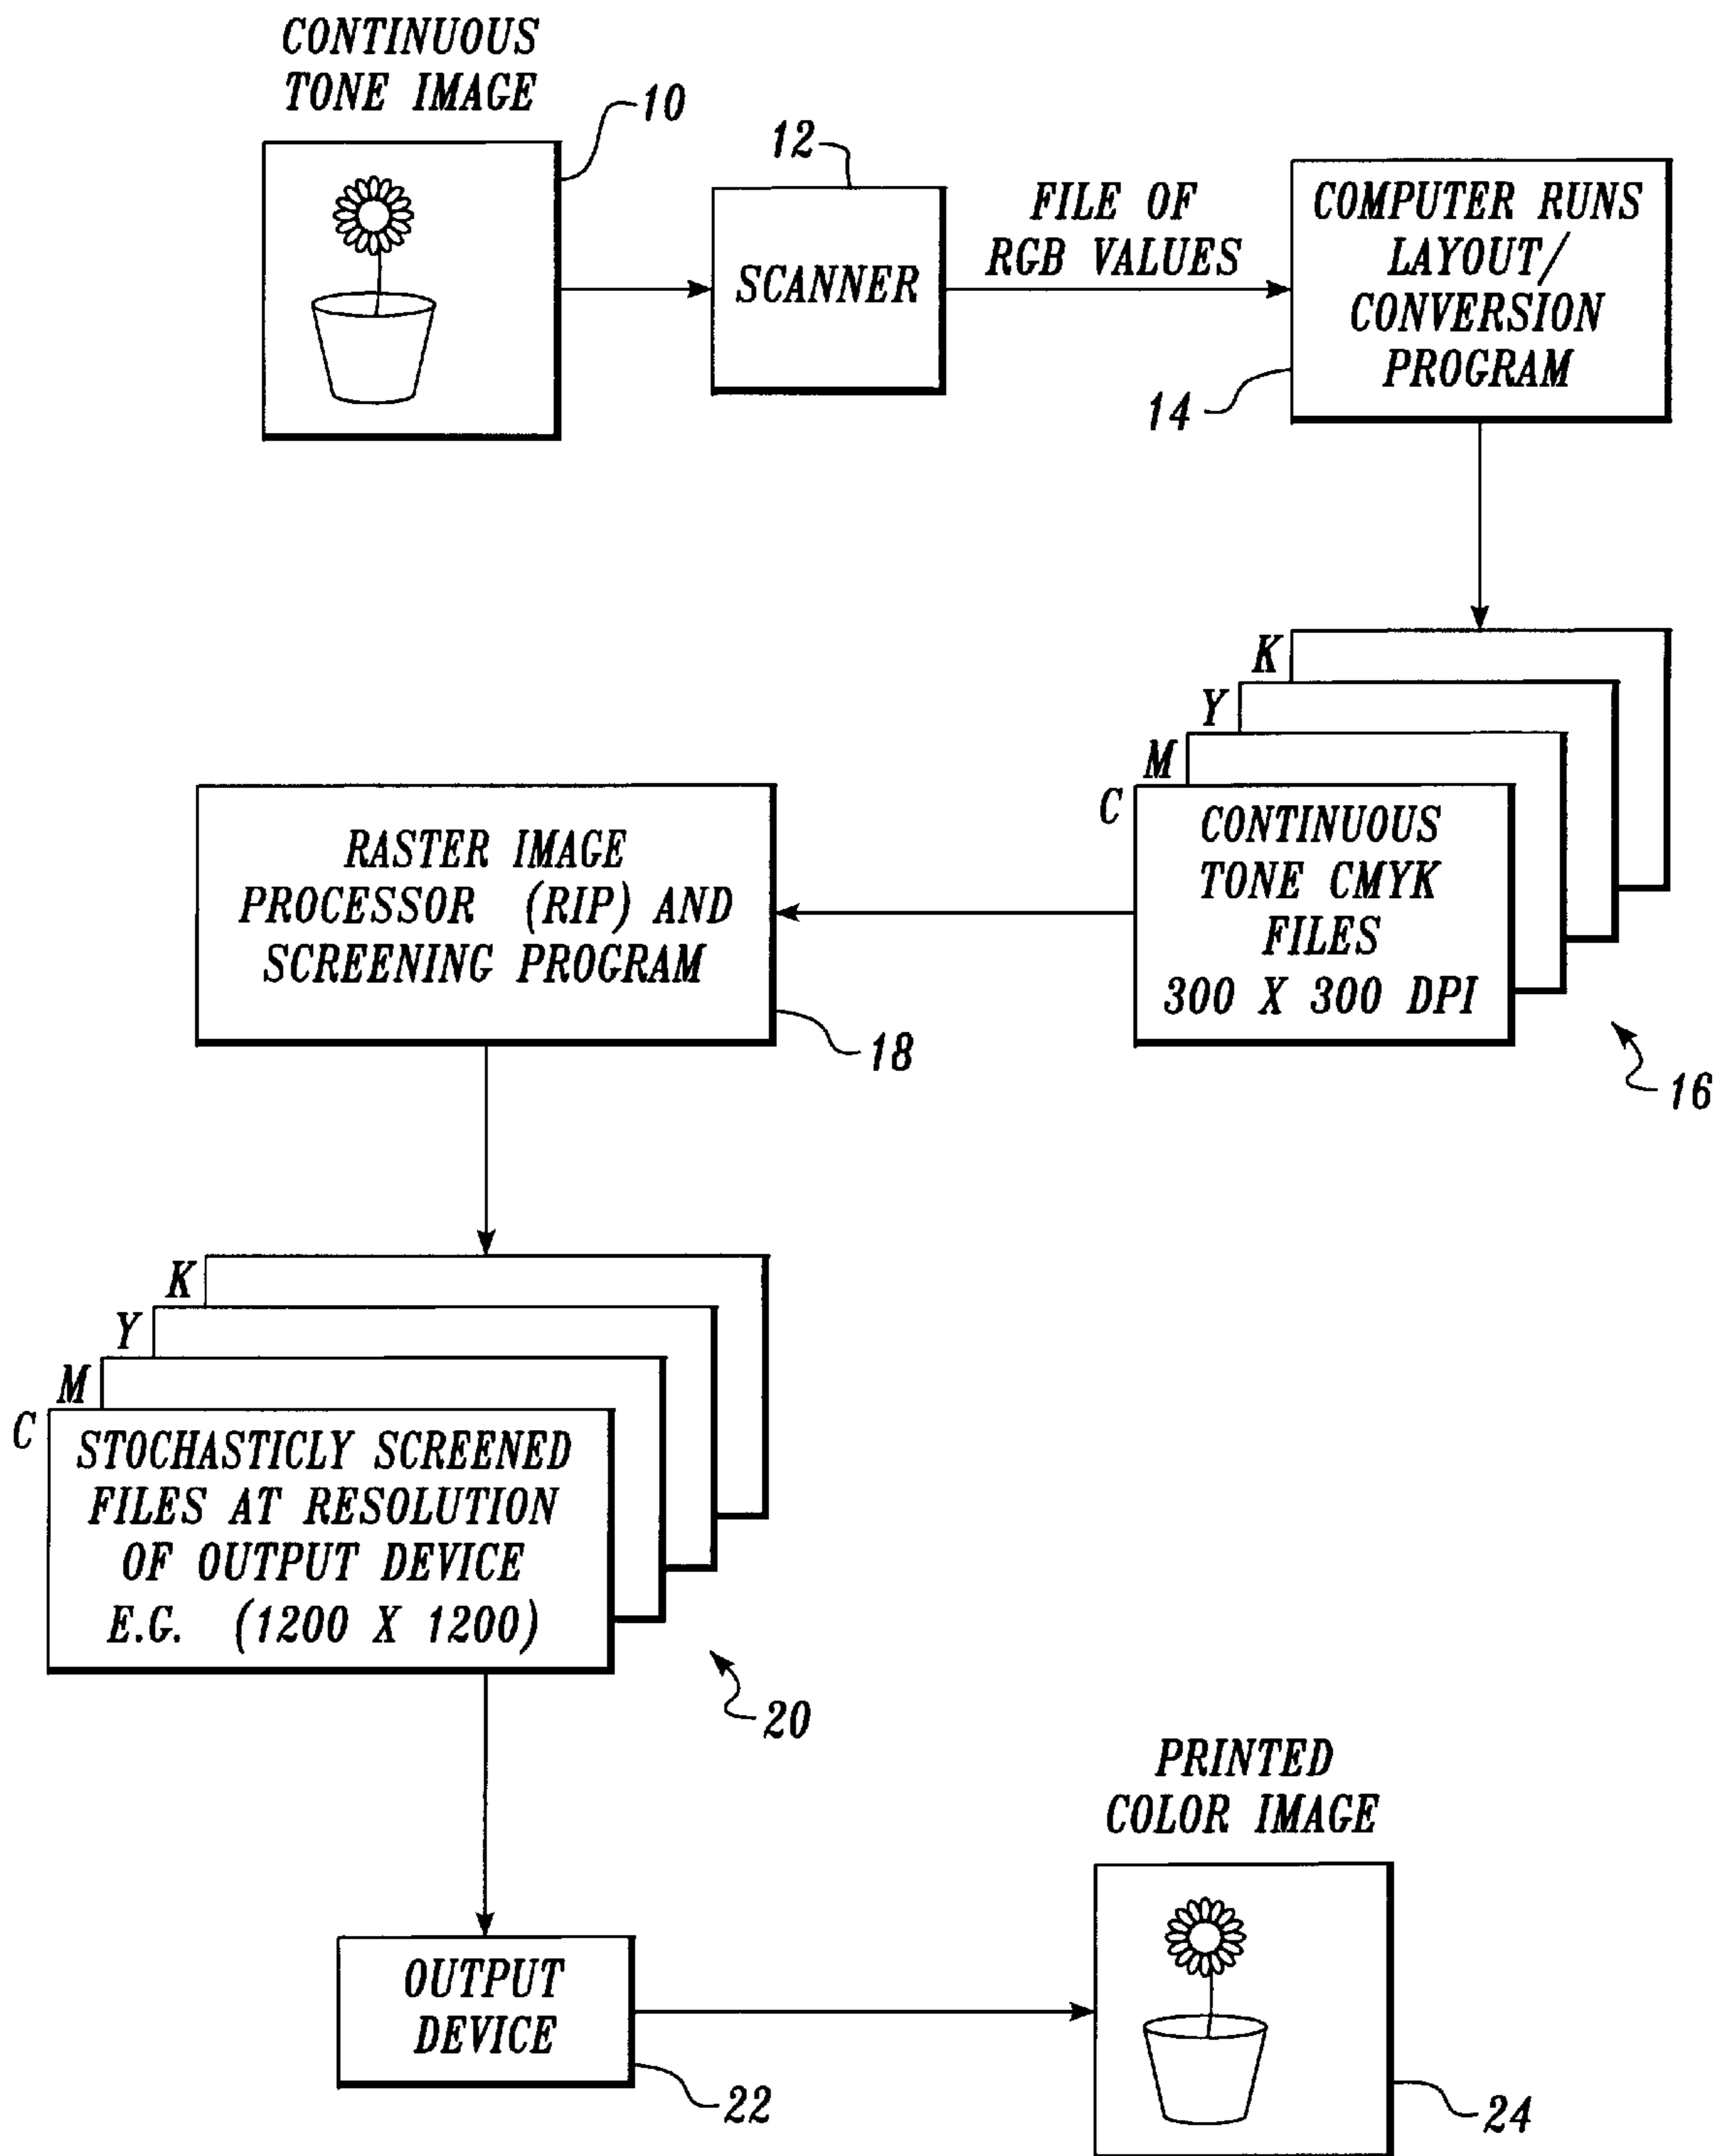 CONTINUOUS
TONE IMAGE
10
12
SCANNER
FILE OF
RGB VALUES
COMPUTER RUNS
LAYOUT/
CONVERSION
PROGRAM
14
K
Y
M
C
CONTINUOUS
TONE CMYK
FILES
300 X 300 DPI
16
RASTER IMAGE
PROCESSOR (RIP) AND
SCREENING PROGRAM
18
K
Y
M
C
STOCHASTICLY SCREENED
FILES AT RESOLUTION
OF OUTPUT DEVICE
E.G. (1200 X 1200)
20
OUTPUT
DEVICE
22
PRINTED
COLOR IMAGE
24